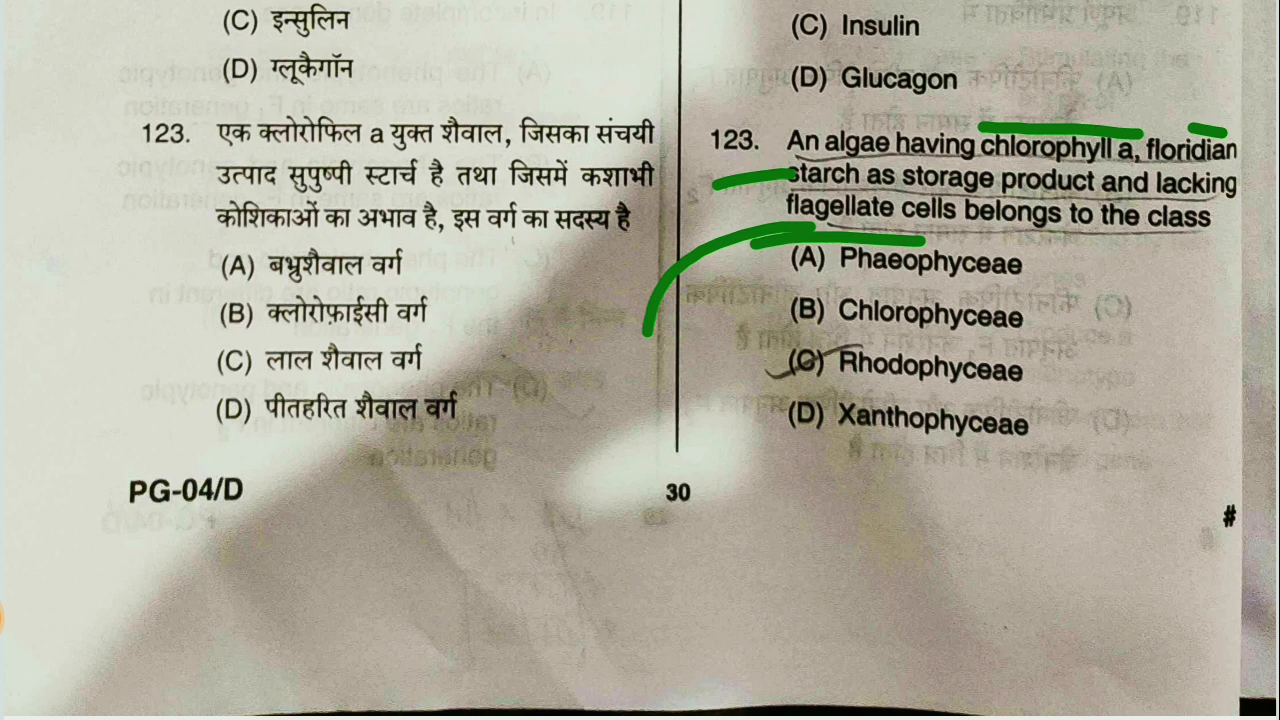 (C) इन्सुलिन
(D) ग्लूकैगॉन
123. एक क्लोरोफिल a युक्त शैवाल, जिसका संचयी
उत्पाद सुपुष्पी स्टार्च है तथा जिसमें कशाभी
कोशिकाओं का अभाव है, इस वर्ग का सदस्य है
(A) बभ्रुशैवाल वर्ग
(B) क्लोरोफ़ाईसी वर्ग
(C) लाल शैवाल वर्ग
(D) पीतहरित शैवाल वर्ग
(C) Insulin
(D) Glucagon
123. An algae having chlorophyll a, floridian
starch as storage product and lacking
flagellate cells belongs to the class
(A) Phaeophyceae
(B) Chlorophyceae
(C) Rhodophyceae
(D) Xanthophyceae
PG-04/D
30
#